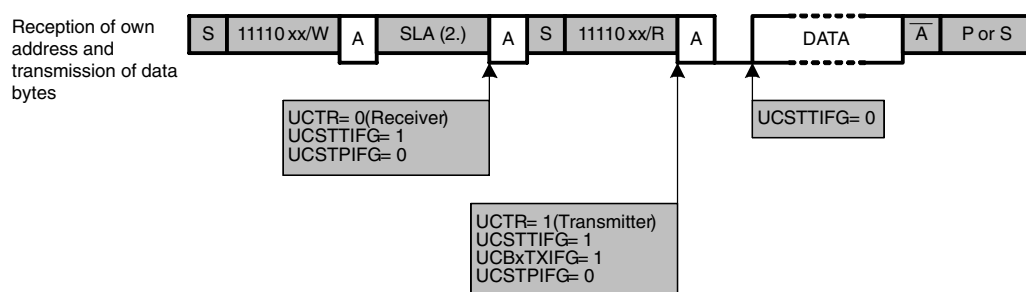 Reception of own
address and
transmission of data
bytes
S 11110 xx/W A SLA (2.) A S 11110 xx/R A DATA A P or S
UCTR= 0(Receiver)
UCSTTIFG= 1
UCSTPIFG= 0
UCSTTIFG= 0
UCTR= 1(Transmitter)
UCSTTIFG= 1
UCBxTXIFG= 1
UCSTPIFG= 0